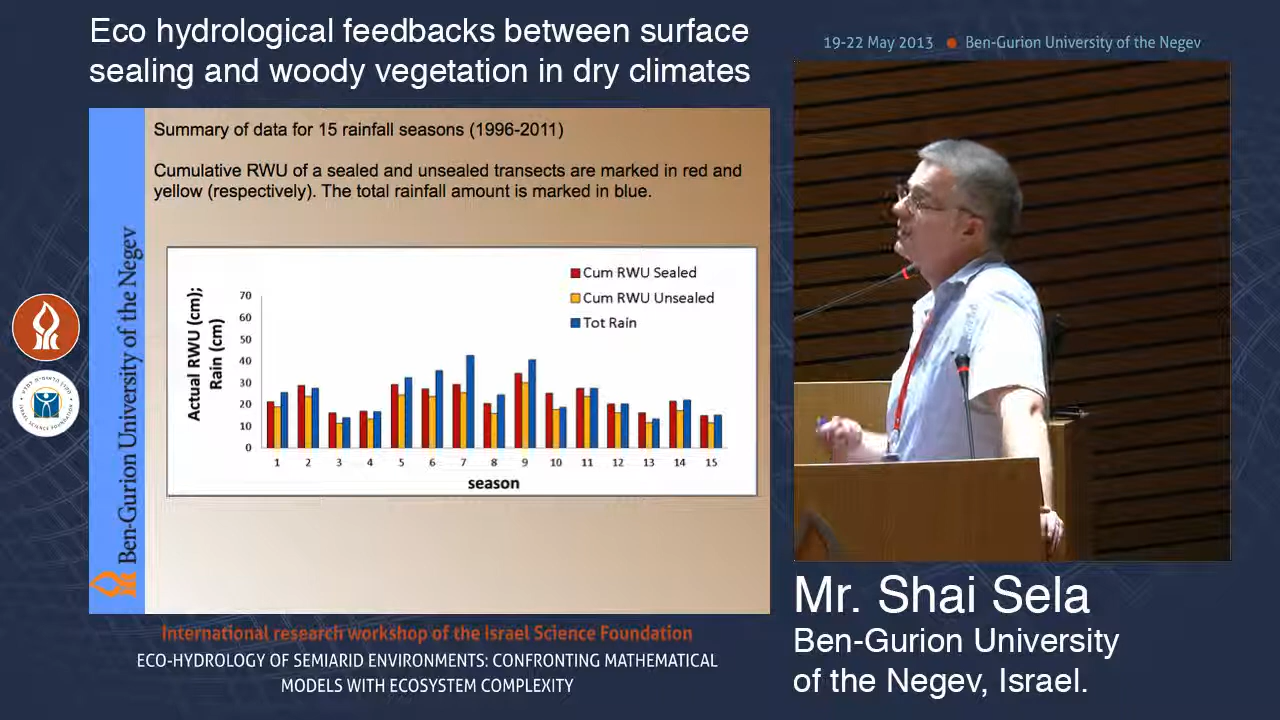 Eco hydrological feedbacks between surface
sealing and woody vegetation in dry climates
19-22 May 2013 ● Ben-Gurion University of the Negev
Summary of data for 15 rainfall seasons (1996-2011)
Cumulative RWU of a sealed and unsealed transects are marked in red and
yellow (respectively). The total rainfall amount is marked in blue.
Ben-Gurion University of the Negev
Cum RWU Sealed
Cum RWU Unsealed
Tot Rain
Actual RWU (cm);
Rain (cm)
70
60
50
40
30
20
10
0
1 2 3 4 5 6 7 8 9 10 11 12 13 14 15
season
International research workshop of the Israel Science Foundation
ECO-HYDROLOGY OF SEMIARID ENVIRONMENTS: CONFRONTING MATHEMATICAL
MODELS WITH ECOSYSTEM COMPLEXITY
Mr. Shai Sela
Ben-Gurion University
of the Negev, Israel.